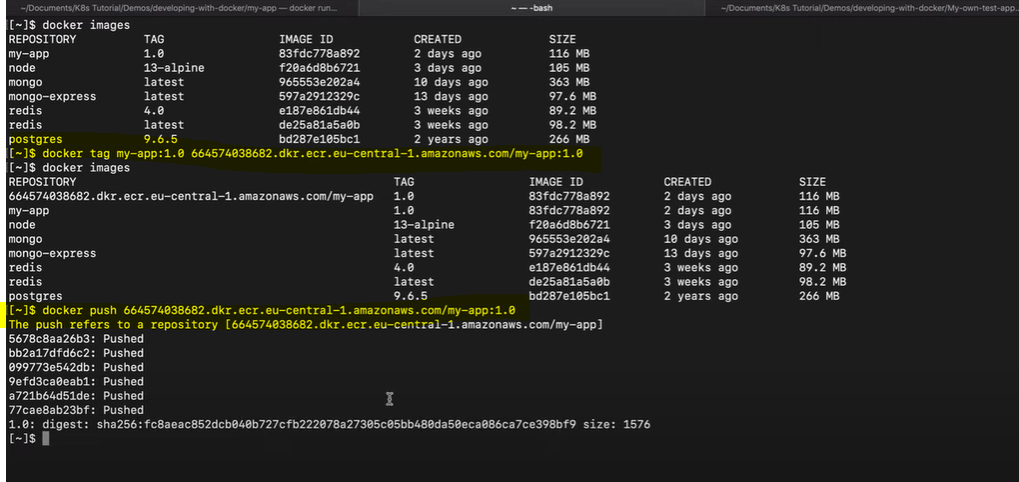 ~/Documents/K8s Tutorial/Demos/developing-with-docker/my-app — docker run... ~ — -bash ~/Documents/K8s Tutorial/Demos/developing-with-docker/My-own-test-app...
[~]$ docker images
REPOSITORY TAG IMAGE ID CREATED SIZE
my-app 1.0 83fdc778a892 2 days ago 116 MB
node 13-alpine f20a6d8b6721 3 days ago 105 MB
mongo latest 965553e202a4 10 days ago 363 MB
mongo-express latest 597a2912329c 13 days ago 97.6 MB
redis 4.0 e187e861db44 3 weeks ago 89.2 MB
redis latest de25a81a5a0b 3 weeks ago 98.2 MB
postgres 9.6.5 bd287e105bc1 2 years ago 266 MB
[~]$ docker tag my-app:1.0 664574038682.dkr.ecr.eu-central-1.amazonaws.com/my-app:1.0
[~]$ docker images
REPOSITORY TAG IMAGE ID CREATED SIZE
664574038682.dkr.ecr.eu-central-1.amazonaws.com/my-app 1.0 83fdc778a892 2 days ago 116 MB
my-app 1.0 83fdc778a892 2 days ago 116 MB
node 13-alpine f20a6d8b6721 3 days ago 105 MB
mongo latest 965553e202a4 10 days ago 363 MB
mongo-express latest 597a2912329c 13 days ago 97.6 MB
redis 4.0 e187e861db44 3 weeks ago 89.2 MB
redis latest de25a81a5a0b 3 weeks ago 98.2 MB
postgres 9.6.5 bd287e105bc1 2 years ago 266 MB
[~]$ docker push 664574038682.dkr.ecr.eu-central-1.amazonaws.com/my-app:1.0
The push refers to a repository [664574038682.dkr.ecr.eu-central-1.amazonaws.com/my-app]
5678c8aa26b3: Pushed
bb2a17dfd6c2: Pushed
099773e542db: Pushed
9efd3ca0eab1: Pushed
a721b64d51de: Pushed
77cae8ab23bf: Pushed
1.0: digest: sha256:fc8aeac852dcb040b727cfb222078a27305c05bb480da50eca086ca7ce398bf9 size: 1576
[~]$